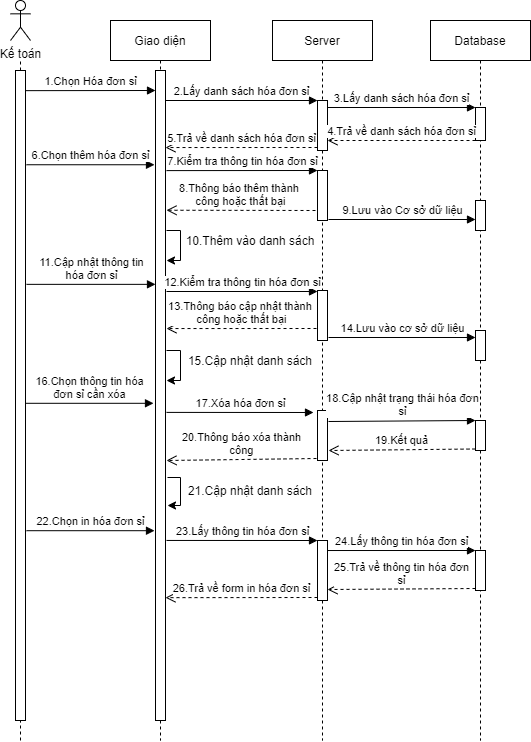 Kế toán
Giao diện
Server
Database
1.Chọn Hóa đơn sỉ
2.Lấy danh sách hóa đơn sỉ
3.Lấy danh sách hóa đơn sỉ
4.Trả về danh sách hóa đơn sỉ
5.Trả về danh sách hóa đơn sỉ
6.Chọn thêm hóa đơn sỉ
7.Kiểm tra thông tin hóa đơn sỉ
8.Thông báo thêm thành
công hoặc thất bại
9.Lưu vào Cơ sở dữ liệu
10.Thêm vào danh sách
11.Cập nhật thông tin
hóa đơn sỉ
12.Kiểm tra thông tin hóa đơn sỉ
13.Thông báo cập nhật thành
công hoặc thất bại
14.Lưu vào cơ sở dữ liệu
15.Cập nhật danh sách
16.Chọn thông tin hóa
đơn sỉ cần xóa
17.Xóa hóa đơn sỉ
18.Cập nhật trạng thái hóa đơn
sỉ
19.Kết quả
20.Thông báo xóa thành
công
21.Cập nhật danh sách
22.Chọn in hóa đơn sỉ
23.Lấy thông tin hóa đơn sỉ
24.Lấy thông tin hóa đơn sỉ
25.Trả về thông tin hóa đơn
sỉ
26.Trả về form in hóa đơn sỉ